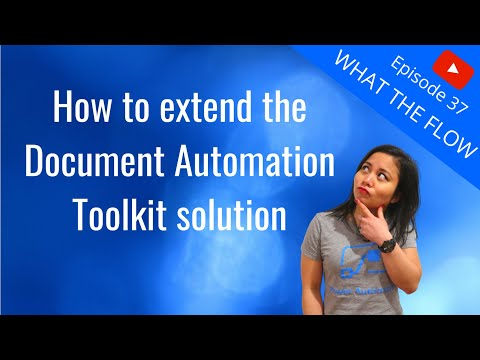 How to extend the
Document Automation
Toolkit solution
Episode 37
WHAT THE FLOW